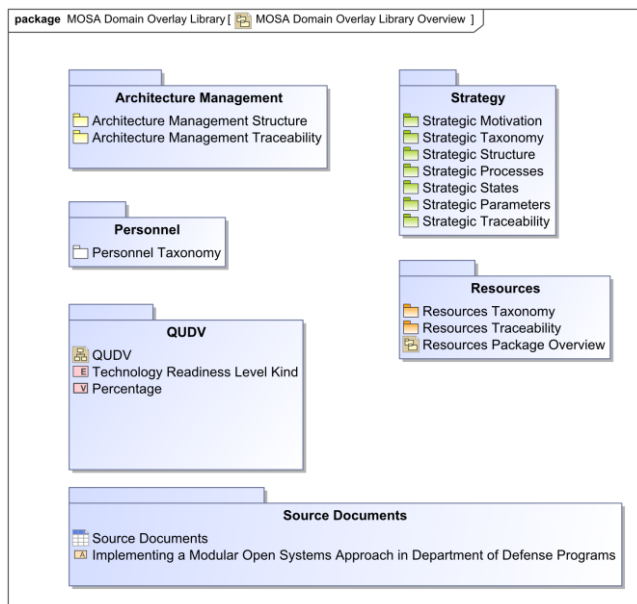 package MOSA Domain Overlay Library [ MOSA Domain Overlay Library Overview ]
Architecture Management
Architecture Management Structure
Architecture Management Traceability
Strategy
Strategic Motivation
Strategic Taxonomy
Strategic Structure
Strategic Processes
Strategic States
Strategic Parameters
Strategic Traceability
Personnel
Personnel Taxonomy
Resources
Resources Taxonomy
Resources Traceability
Resources Package Overview
QUDV
QUDV
E Technology Readiness Level Kind
V Percentage
Source Documents
Source Documents
A Implementing a Modular Open Systems Approach in Department of Defense Programs